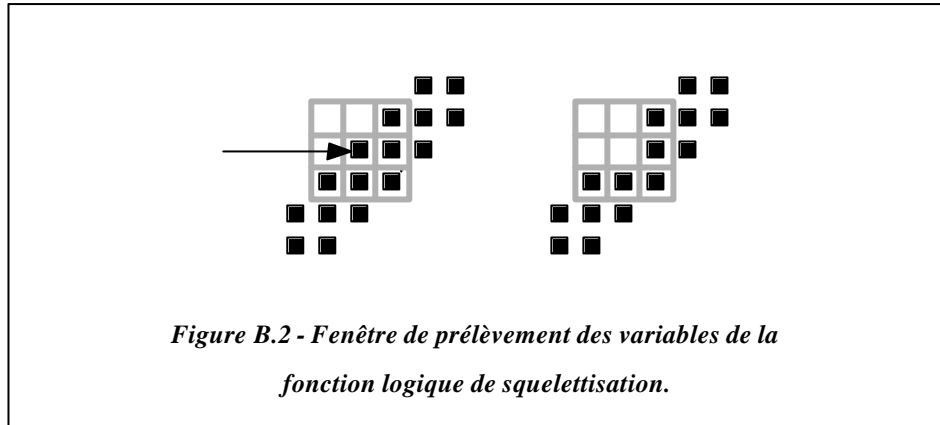 Figure B.2 - Fenêtre de prélèvement des variables de la
fonction logique de squelettisation.